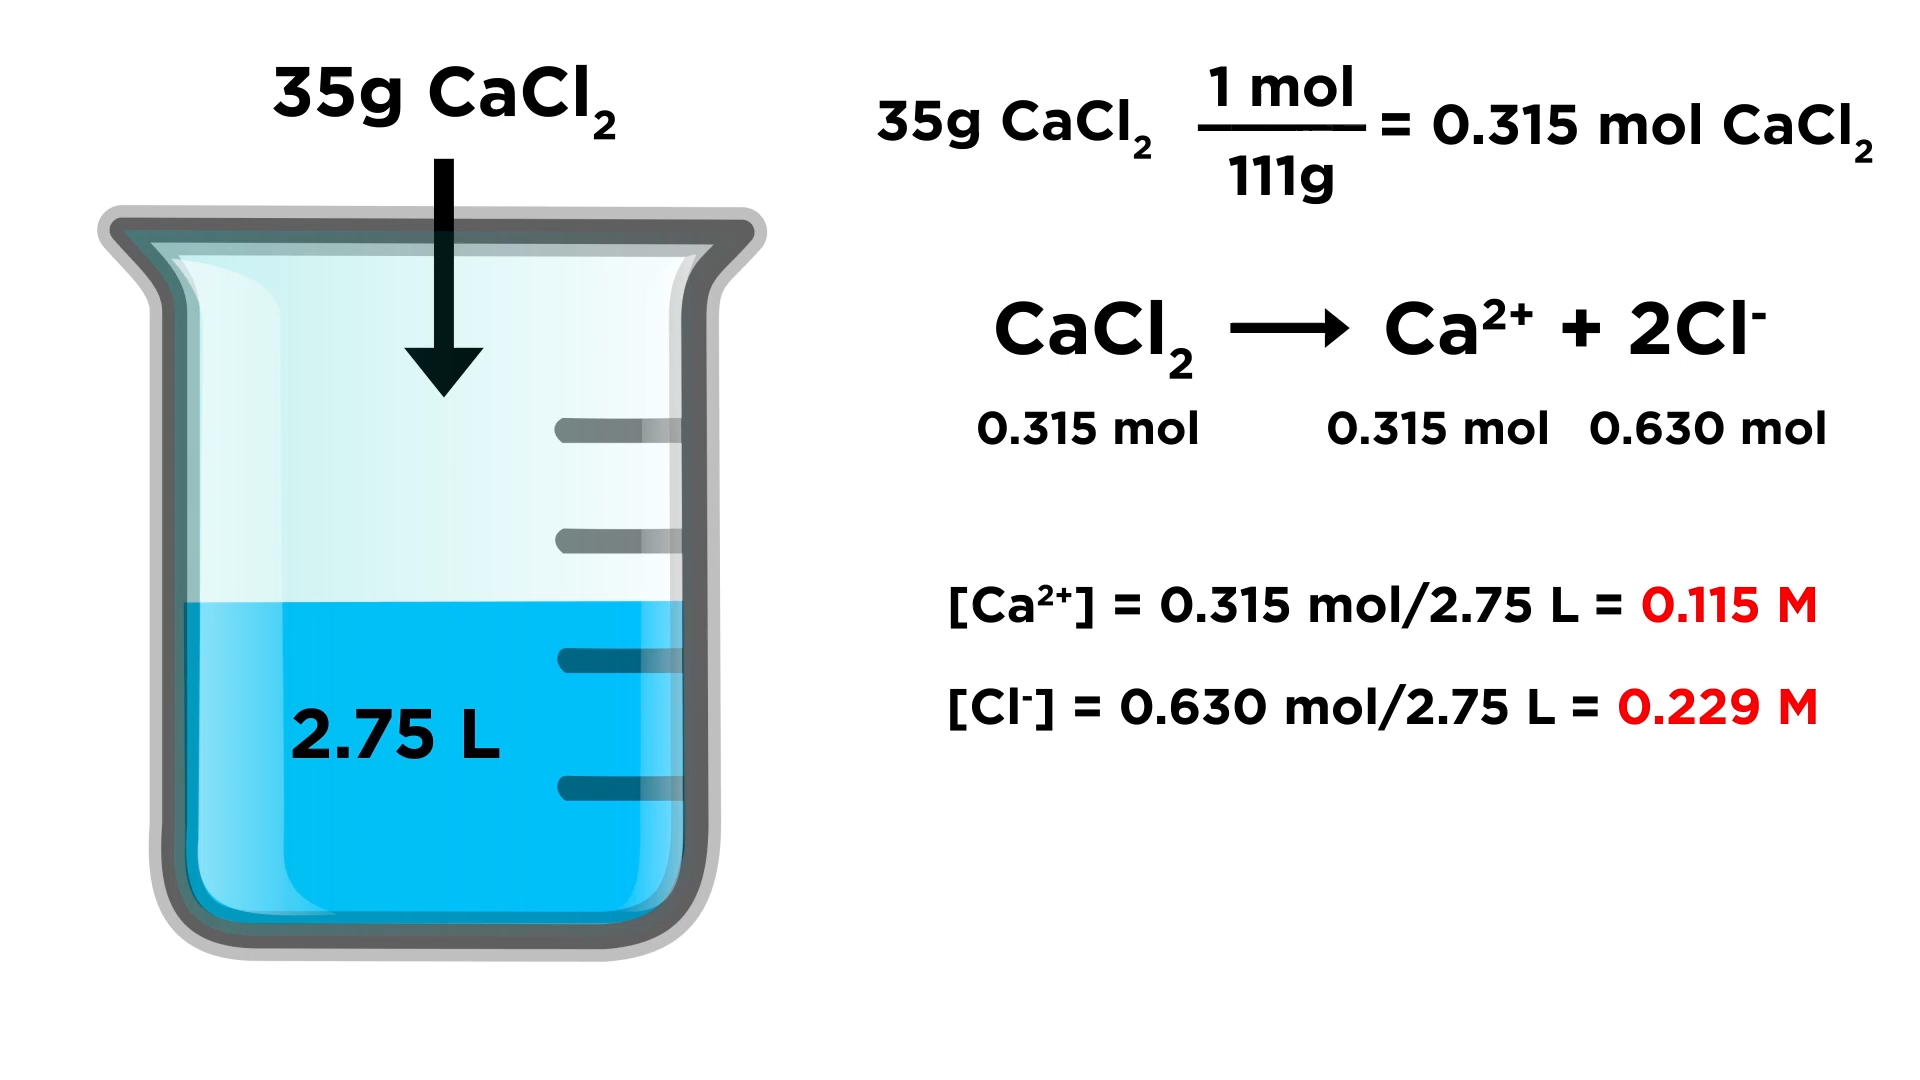 35g CaCl₂
2.75 L
35g CaCl₂ 1 mol/111g = 0.315 mol CaCl₂
CaCl₂ → Ca²⁺ + 2Cl⁻
0.315 mol 0.315 mol 0.630 mol
[Ca²⁺] = 0.315 mol/2.75 L = 0.115 M
[Cl⁻] = 0.630 mol/2.75 L = 0.229 M